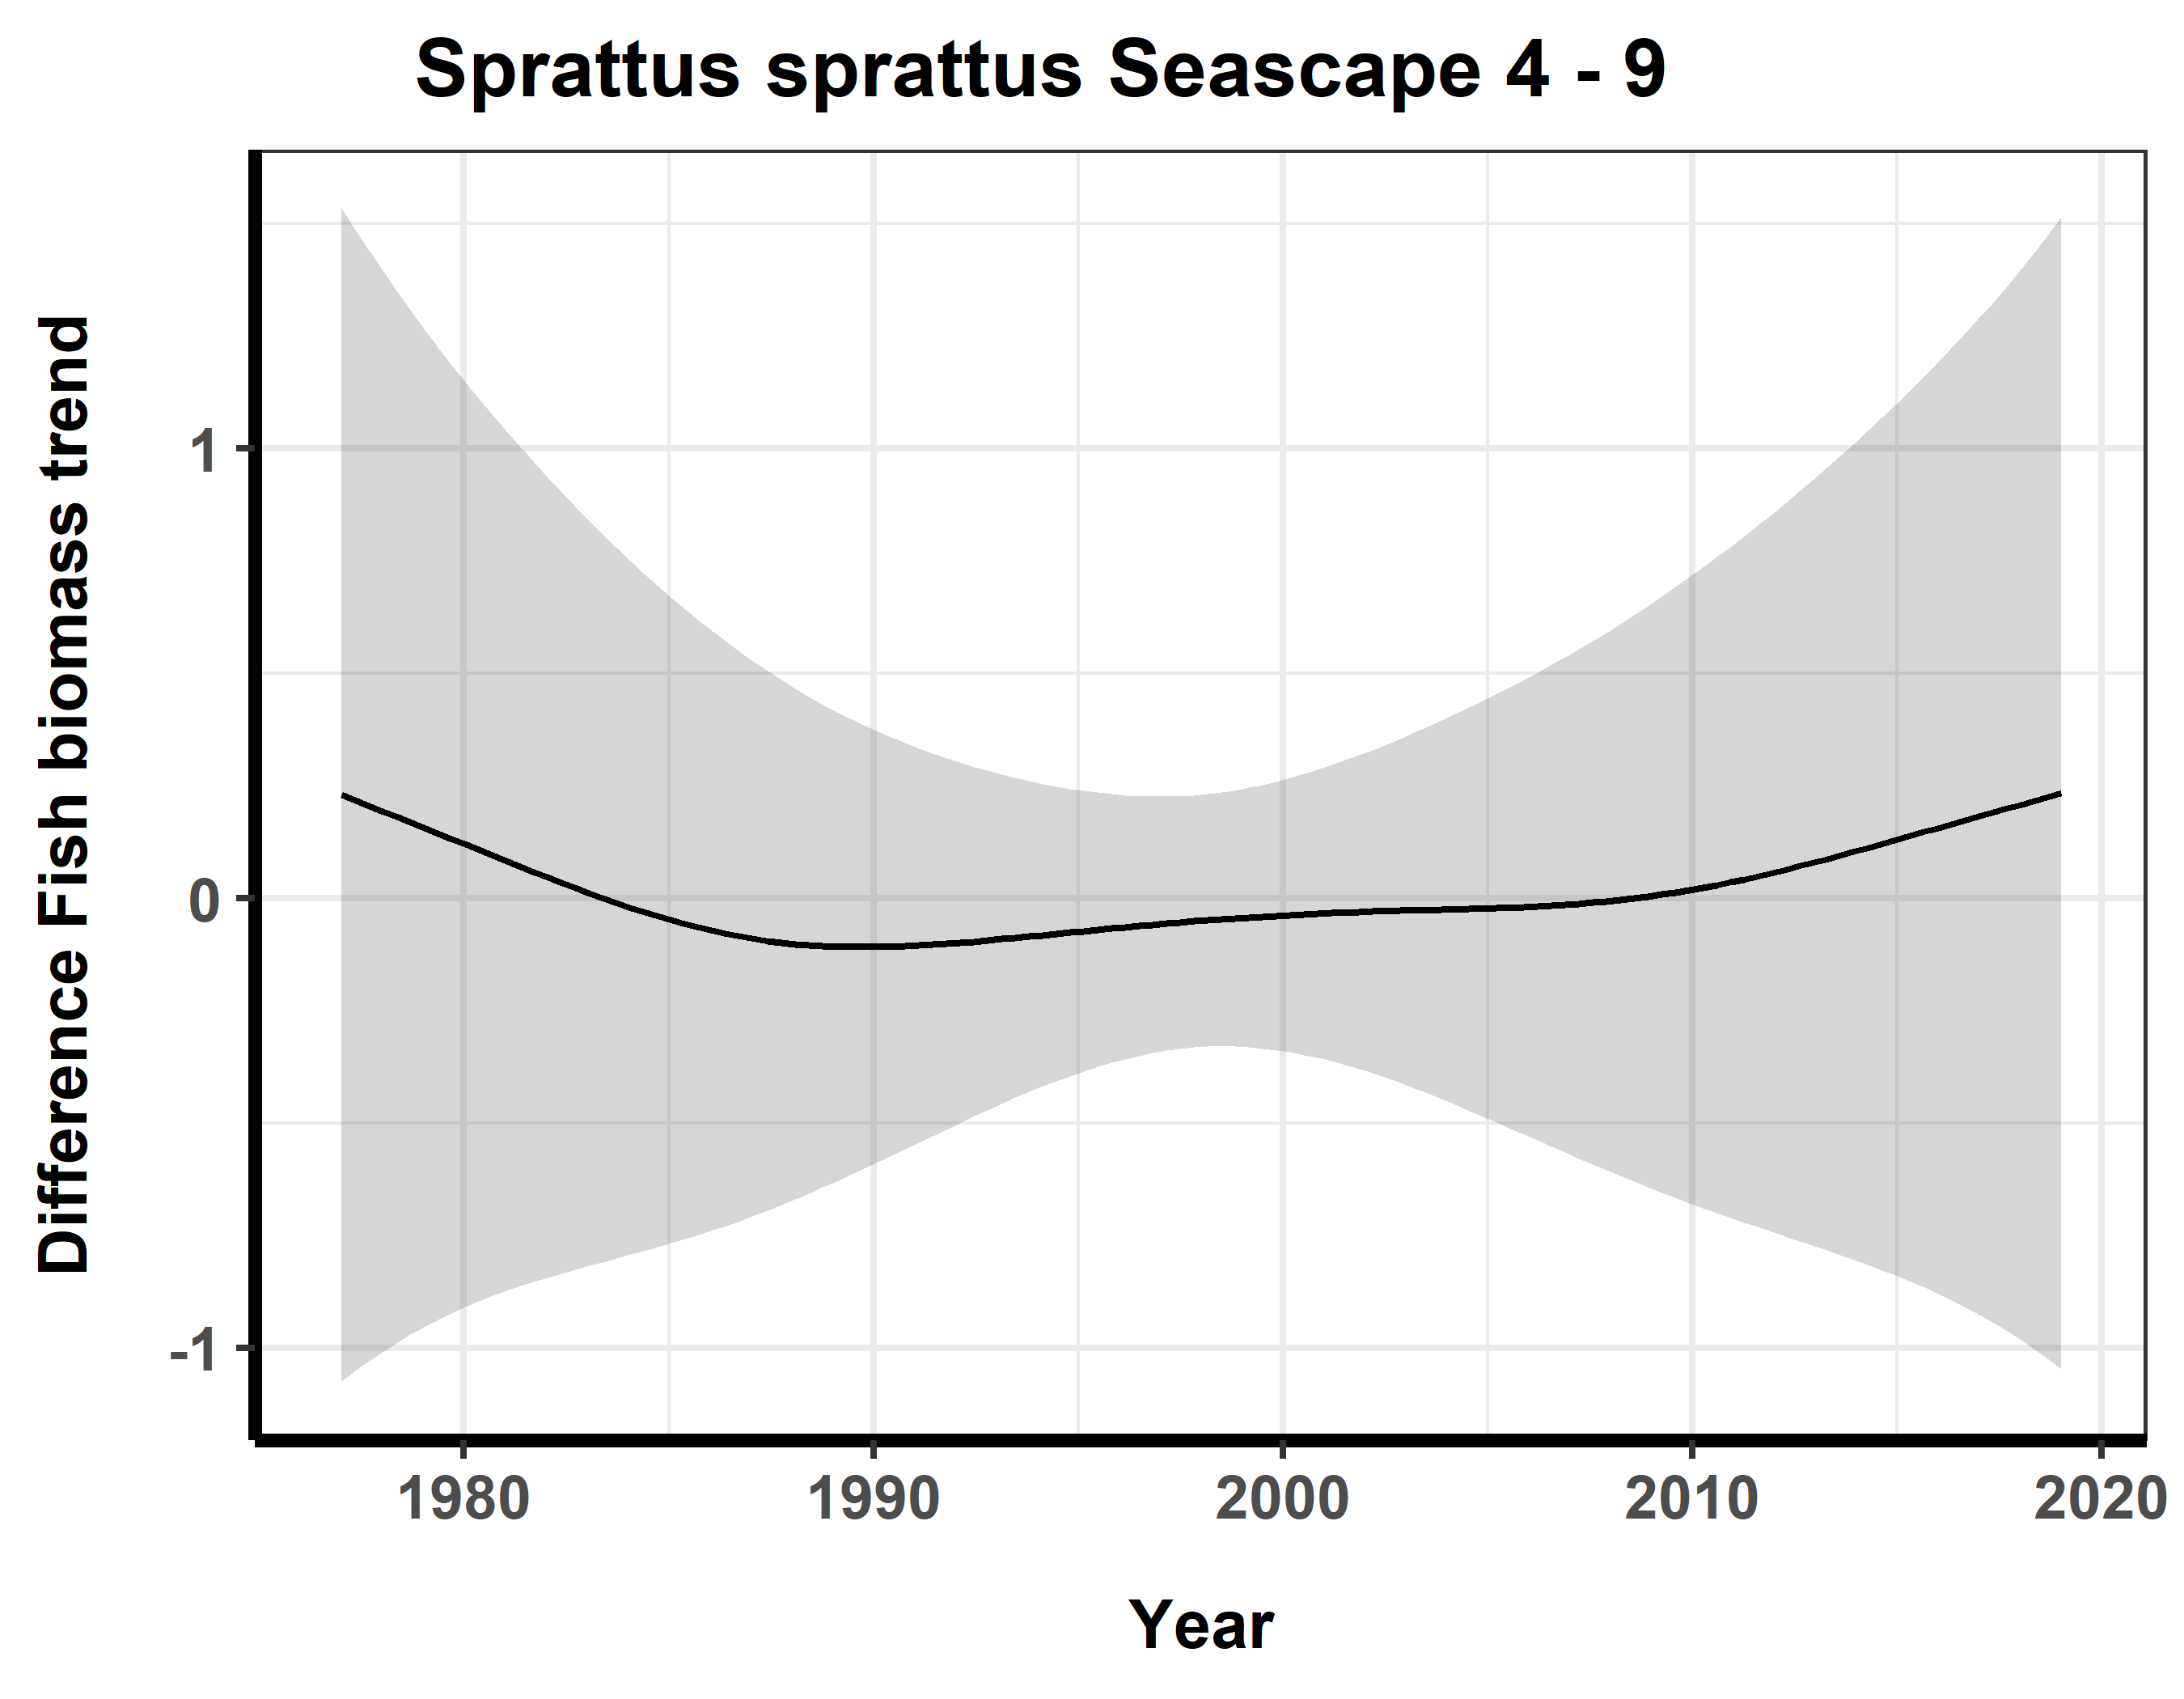 Sprattus sprattus Seascape 4 - 9
Difference Fish biomass trend
1
0
-1
1980
1990
2000
2010
2020
Year